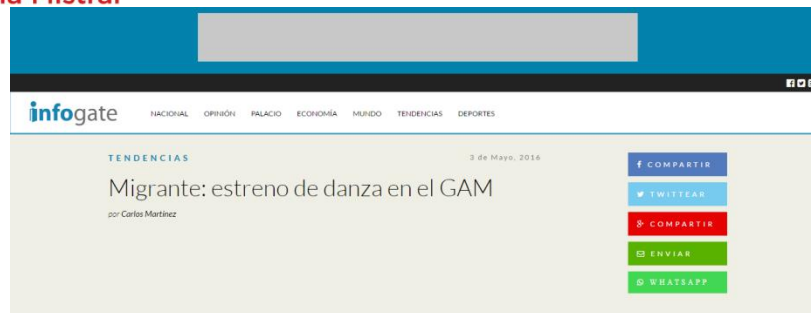 infogate
NACIONAL OPINIÓN PALACIO ECONOMÍA MUNDO TENDENCIAS DEPORTES
TENDENCIAS
3 de Mayo, 2016
Migrante: estreno de danza en el GAM
por Carlos Martínez
COMPARTIR
TWITTEAR
COMPARTIR
ENVIAR
WHATSAPP